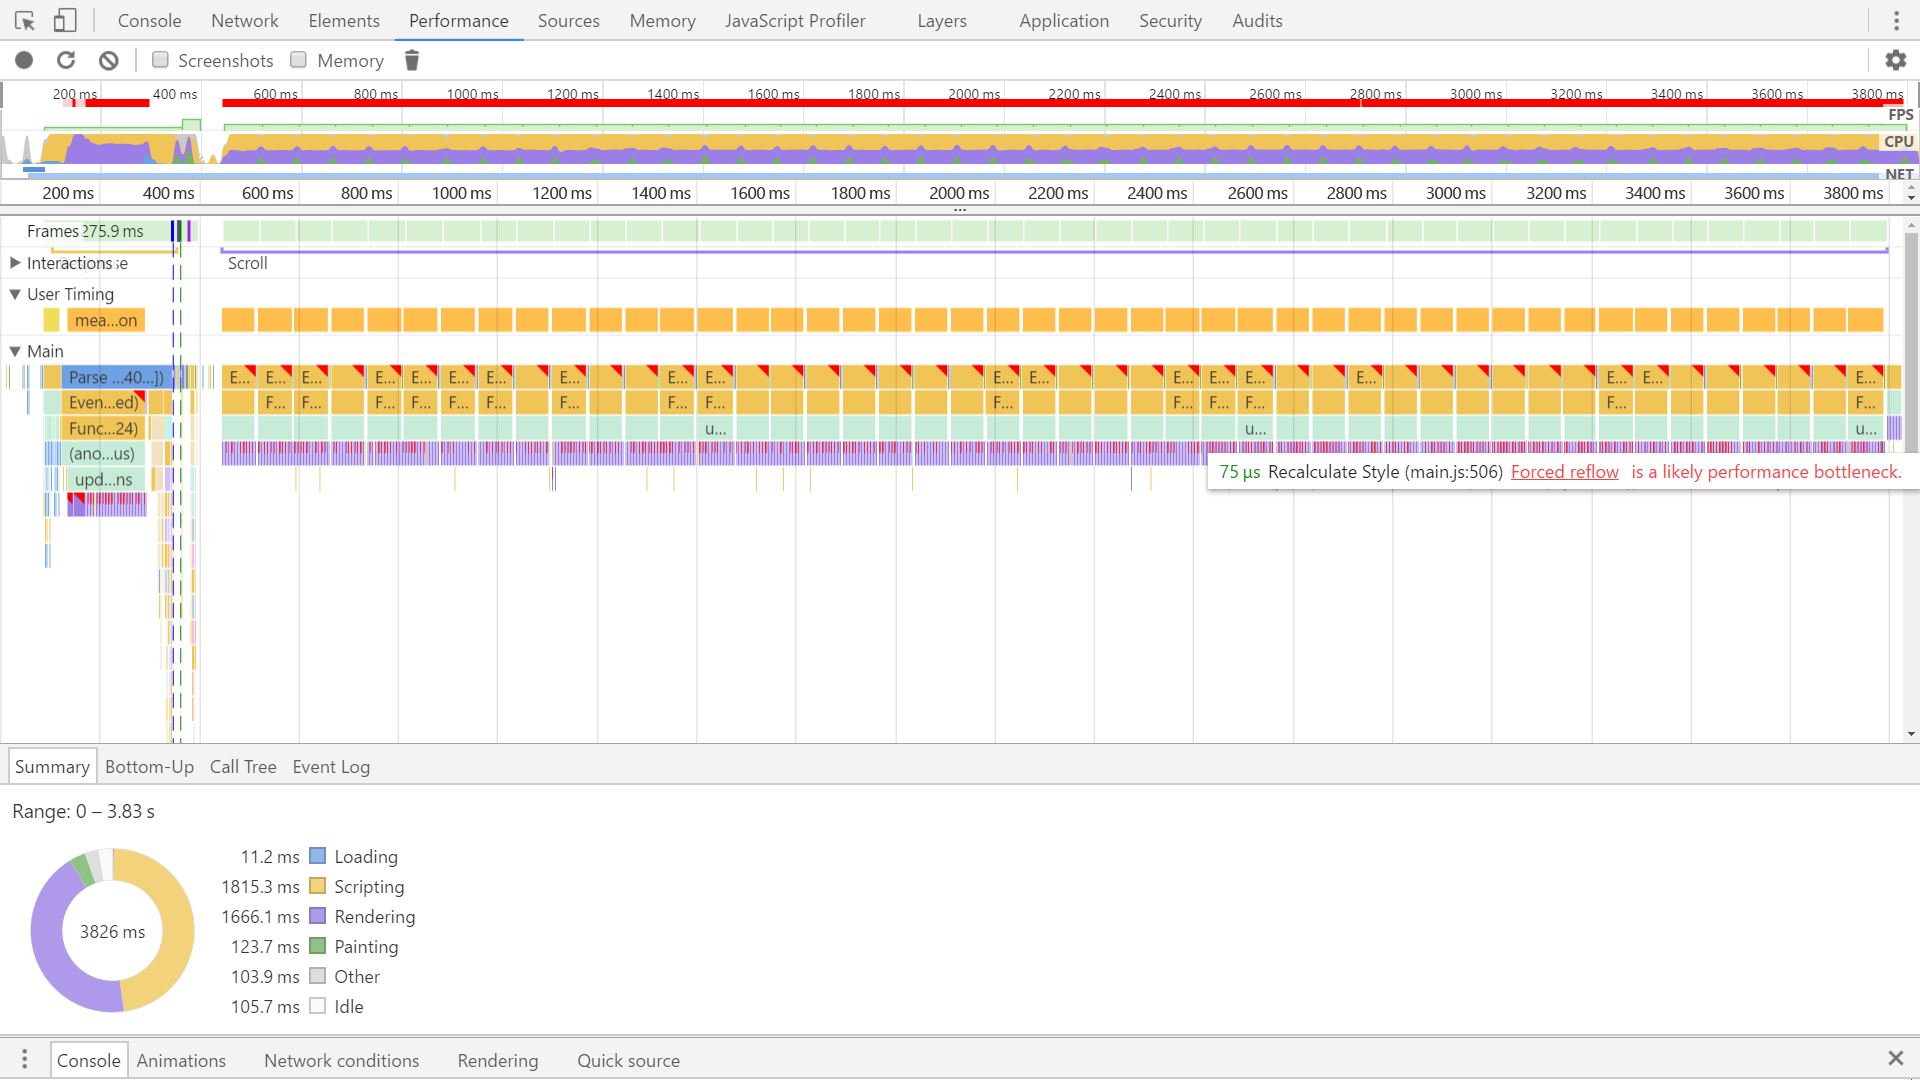 Console Network Elements Performance Sources Memory JavaScript Profiler Layers Application Security Audits
Screenshots Memory
200 ms 400 ms 600 ms 800 ms 1000 ms 1200 ms 1400 ms 1600 ms 1800 ms 2000 ms 2200 ms 2400 ms 2600 ms 2800 ms 3000 ms 3200 ms 3400 ms 3600 ms 3800 ms
FPS
CPU
NET
200 ms 400 ms 600 ms 800 ms 1000 ms 1200 ms 1400 ms 1600 ms 1800 ms 2000 ms 2200 ms 2400 ms 2600 ms 2800 ms 3000 ms 3200 ms 3400 ms 3600 ms 3800 ms
...
Frames 275.9 ms
Interactions se Scroll
User Timing
mea...on
Main
Parse ...40...]) E... E... E... E... E... E... E... E... E... E... E... E... E... E... E... E... E... E... E...
Even...ed) F... F... F... F... F... F... F... F... F... F... F... F... F... F...
Func...24) u... u... u...
(ano...us)
75 μs Recalculate Style (main.js:506) Forced reflow is a likely performance bottleneck.
upd...ns
Summary Bottom-Up Call Tree Event Log
Range: 0 – 3.83 s
11.2 ms Loading
1815.3 ms Scripting
1666.1 ms Rendering
3826 ms
123.7 ms Painting
103.9 ms Other
105.7 ms Idle
Console Animations Network conditions Rendering Quick source